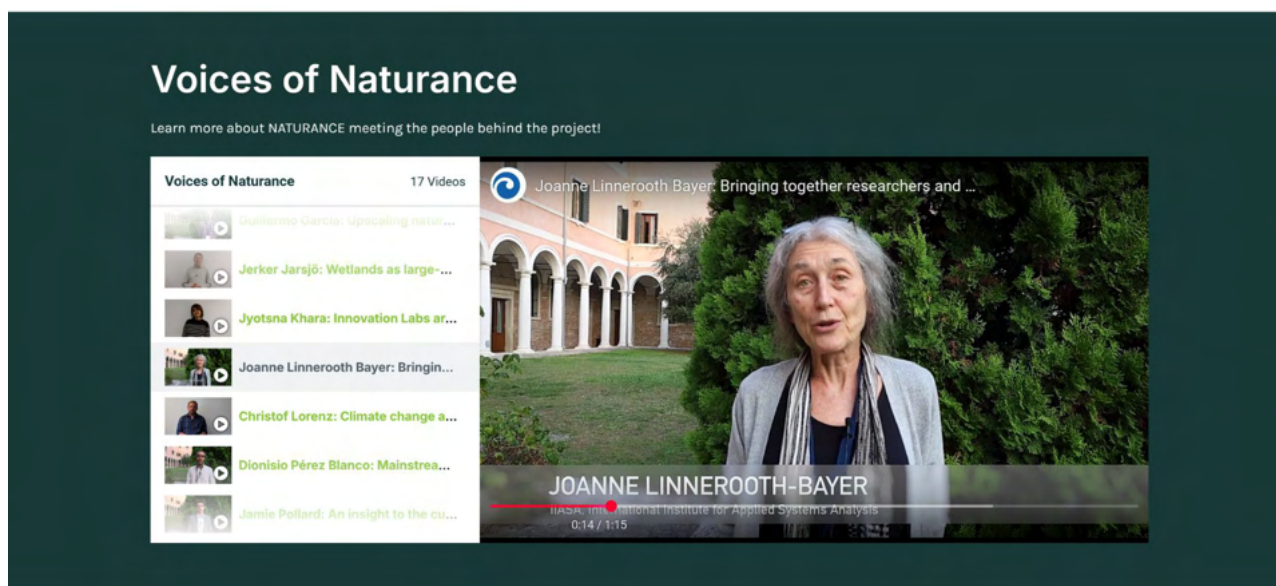 Voices of Naturance
Learn more about NATURANCE meeting the people behind the project!
Voices of Naturance
17 Videos
Guillermo García: Upscaling natur...
Jerker Jarsjö: Wetlands as large-...
Jyotsna Khara: Innovation Labs ar...
Joanne Linnerooth Bayer: Bringin...
Christof Lorenz: Climate change a...
Dionisio Pérez Blanco: Mainstrea...
Jamie Pollard: An insight to the cu...
Joanne Linnerooth Bayer: Bringing together researchers and ...
JOANNE LINNEROOTH-BAYER
IIASA, International Institute for Applied Systems Analysis
0:14 / 1:15